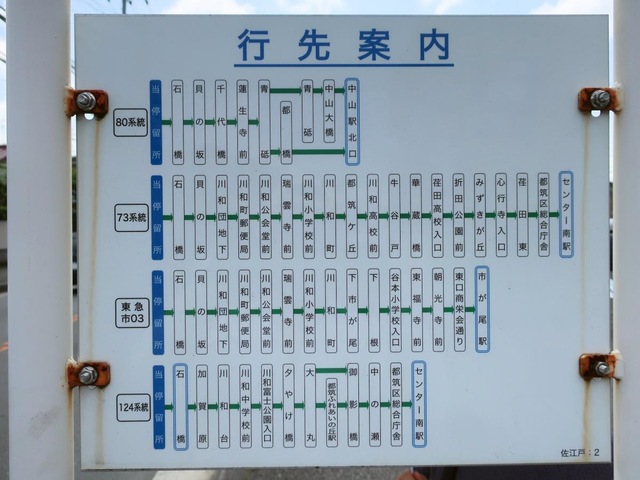 行先案内
80系統
当停留所
石橋
貝の坂
千代橋
蓮生寺前
青砥
都橋
青砥
中山大橋
中山駅北口
73系統
当停留所
石橋
貝の坂
川和団地下
川和町郵便局
川和公会堂前
瑞雲寺前
川和小学校前
川和町
都筑ケ丘
川和高校前
牛谷戸
華蔵橋
荏田高校入口
折田公園前
みずきが丘
心行寺入口
荏田東
都筑区総合庁舎
センター南駅
東急市03
当停留所
石橋
貝の坂
川和団地下
川和町郵便局
川和公会堂前
瑞雲寺前
川和小学校前
川和町
下市が尾
下根
谷本小学校入口
東福寺前
朝光寺前
東口商栄会通り
市が尾駅
124系統
当停留所
石橋
加賀原
川和台
川和中学校前
川和富士公園入口
夕やけ橋
大丸
都筑ふれあいの丘駅
御影橋
中の瀬
都筑区総合庁舎
センター南駅
佐江戸:2